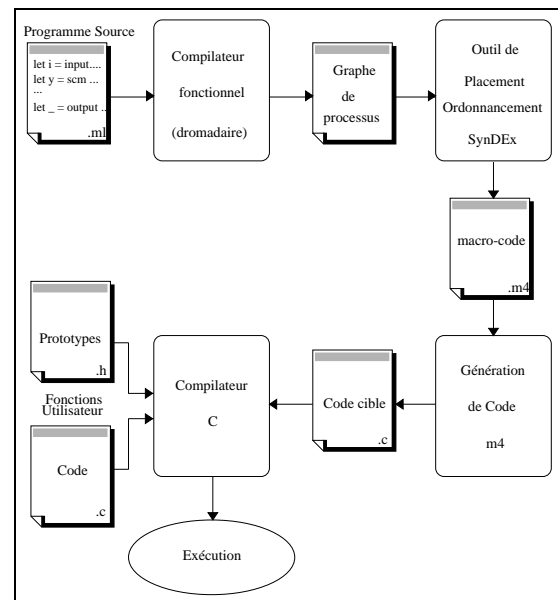 Programme Source
let i = input....
let y = scm ...
...
let _ = output ..
.ml
Compilateur
fonctionnel
(dromadaire)
Graphe
de
processus
Outil de
Placement
Ordonnancement
SynDEx
macro-code
.m4
Génération
de Code
m4
Code cible
.c
Prototypes
.h
Fonctions
Utilisateur
Code
.c
Compilateur
C
Exécution